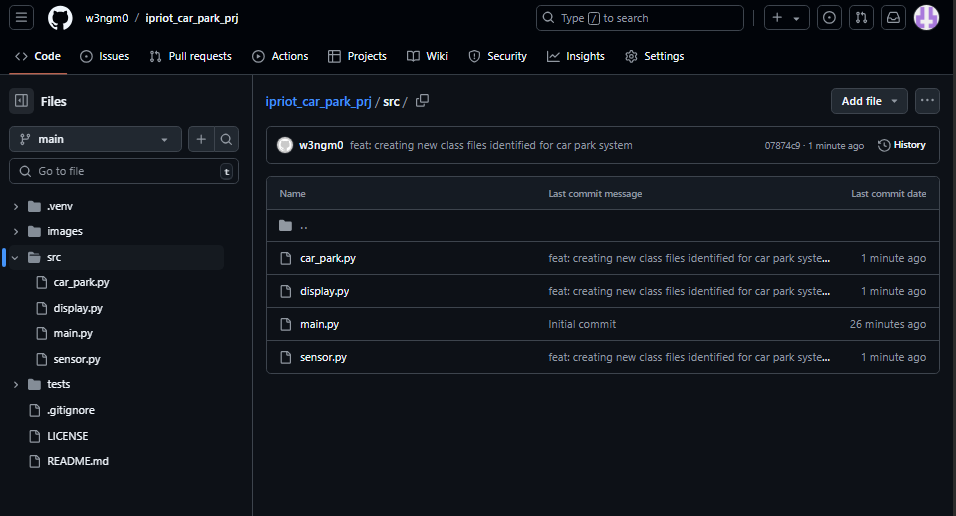 w3ngm0 / ipriot_car_park_prj
Type / to search
Code
Issues
Pull requests
Actions
Projects
Wiki
Security
Insights
Settings
Files
main
Go to file
t
.venv
images
src
car_park.py
display.py
main.py
sensor.py
tests
.gitignore
LICENSE
README.md
ipriot_car_park_prj / src /
Add file
w3ngm0 feat: creating new class files identified for car park system
07874c9 · 1 minute ago
History
Name Last commit message Last commit date
..
car_park.py feat: creating new class files identified for car park syste... 1 minute ago
display.py feat: creating new class files identified for car park syste... 1 minute ago
main.py Initial commit 26 minutes ago
sensor.py feat: creating new class files identified for car park syste... 1 minute ago